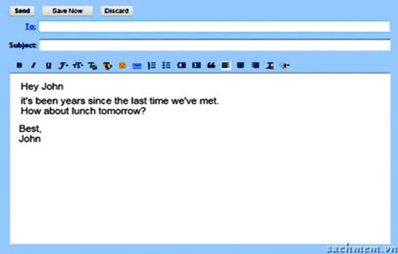 Send Save Now Discard
To:
Subject:
B I U
Hey John
it's been years since the last time we've met.
How about lunch tomorrow?
Best,
John
sachmem.vn